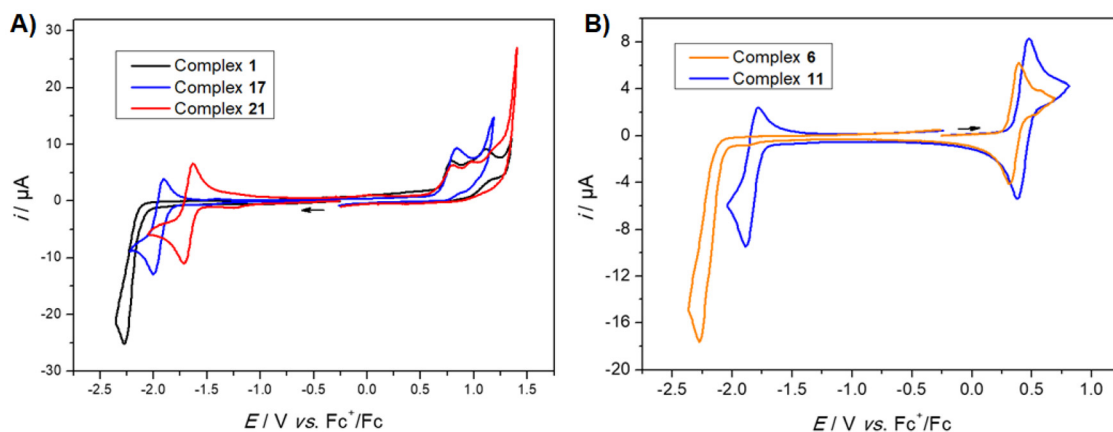 A)
Complex 1
Complex 17
Complex 21
i / μA
30
20
10
0
-10
-20
-30
-2.5 -2.0 -1.5 -1.0 -0.5 0.0 0.5 1.0 1.5
E / V vs. Fc⁺/Fc
B)
Complex 6
Complex 11
i / μA
8
4
0
-4
-8
-12
-16
-20
-2.5 -2.0 -1.5 -1.0 -0.5 0.0 0.5 1.0
E / V vs. Fc⁺/Fc